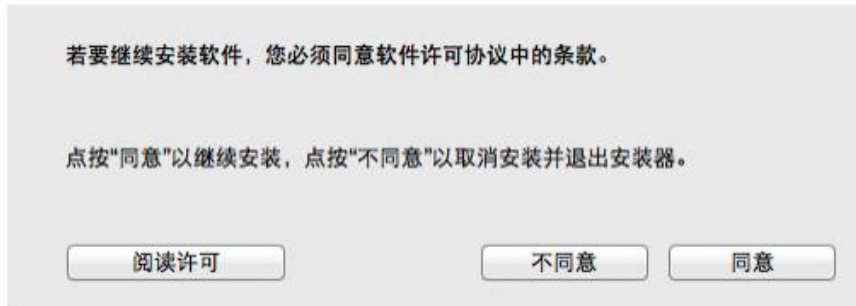 若要继续安装软件，您必须同意软件许可协议中的条款。
点按“同意”以继续安装，点按“不同意”以取消安装并退出安装器。
阅读许可 不同意 同意